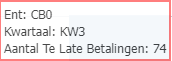 Ent: CB0
Kwartaal: KW3
Aantal Te Late Betalingen: 74